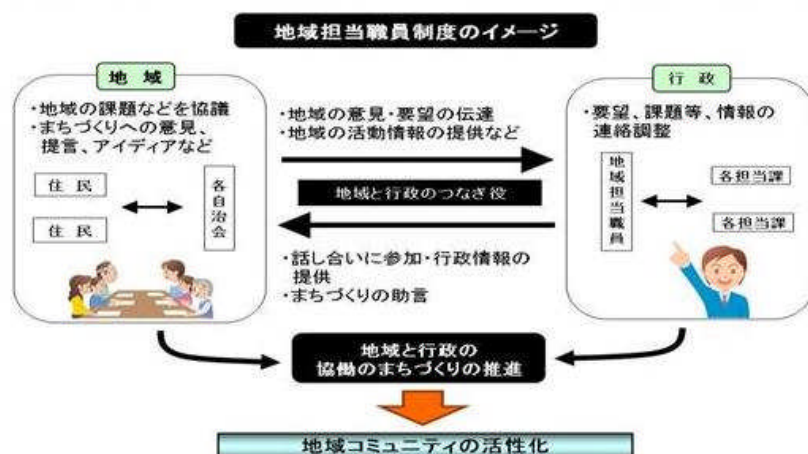 地域担当職員制度のイメージ
地 域
・地域の課題などを協議
・まちづくりへの意見、
提言、アイディアなど
住 民
住 民
各自治会
・地域の意見・要望の伝達
・地域の活動情報の提供など
地域と行政のつなぎ役
・話し合いに参加・行政情報の
提供
・まちづくりの助言
行 政
・要望、課題等、情報の
連絡調整
地域担当職員
各担当課
各担当課
地域と行政の
協働のまちづくりの推進
地域コミュニティの活性化